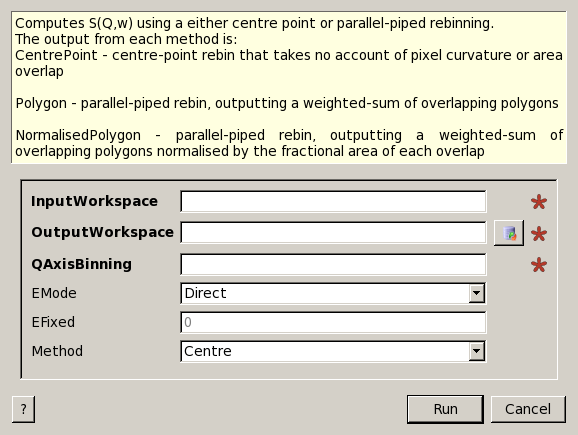 Computes S(Q,w) using a either centre point or parallel-piped rebinning.
The output from each method is:
CentrePoint - centre-point rebin that takes no account of pixel curvature or area
overlap
Polygon - parallel-piped rebin, outputting a weighted-sum of overlapping polygons
NormalisedPolygon - parallel-piped rebin, outputting a weighted-sum of
overlapping polygons normalised by the fractional area of each overlap
InputWorkspace
OutputWorkspace
QAxisBinning
EMode Direct
EFixed 0
Method Centre
? Run Cancel